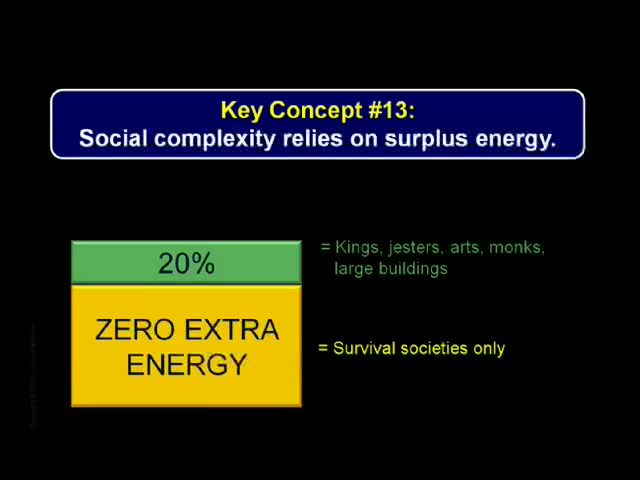 Key Concept #13:
Social complexity relies on surplus energy.
20%
= Kings, jesters, arts, monks,
large buildings
ZERO EXTRA
ENERGY
= Survival societies only